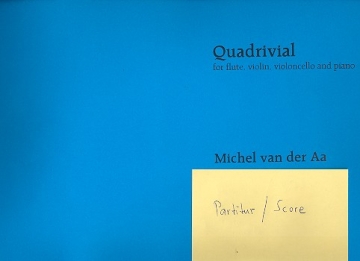 Quadrivial
for flute, violin, violoncello and piano
Michel van der Aa
Partitur / Score